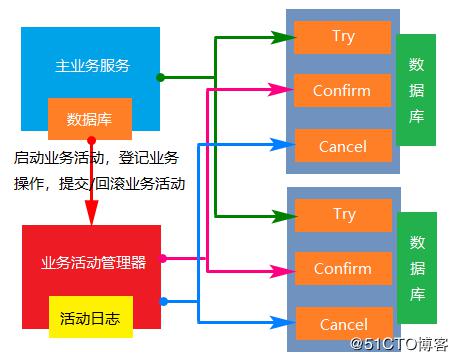 主业务服务
数据库
启动业务活动，登记业务
操作，提交/回滚业务活动
业务活动管理器
活动日志
Try
Confirm
Cancel
数
据
库
Try
Confirm
Cancel
数
据
库
@51CTO博客